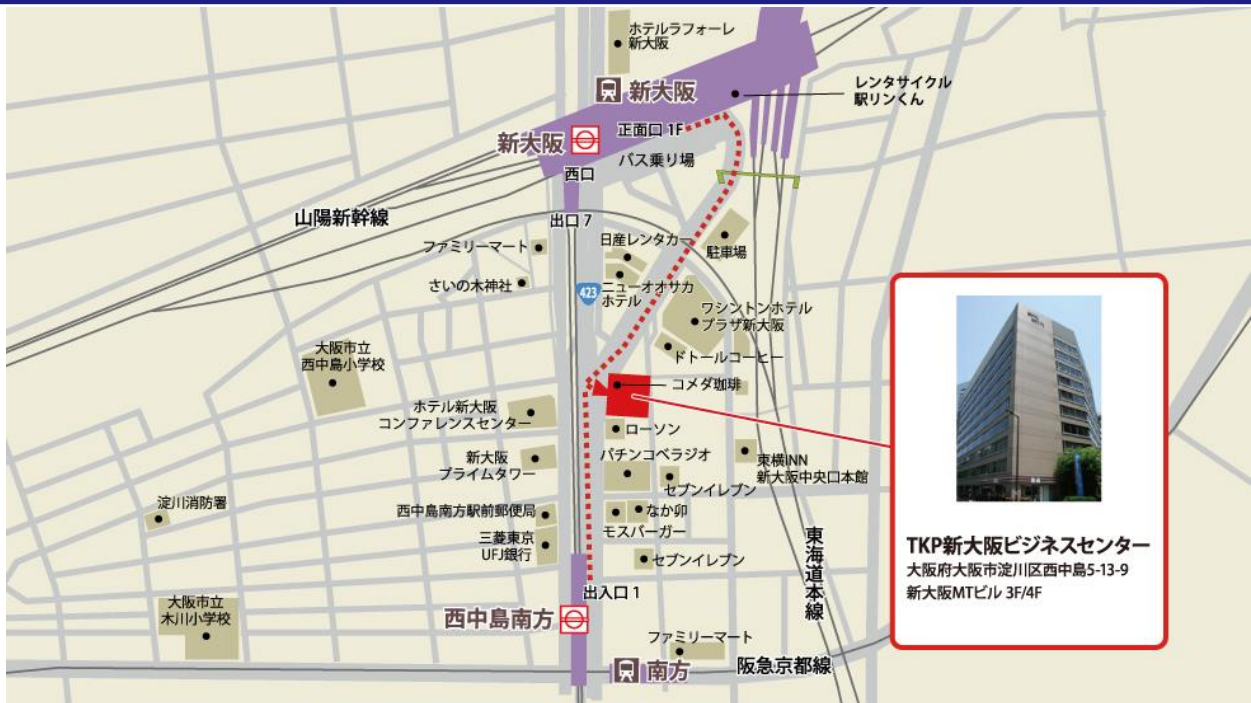 ホテルラフォーレ
新大阪
新大阪
レンタサイクル
駅リンくん
正面口 1F
新大阪
バス乗り場
西口
山陽新幹線
出口 7
日産レンタカー
駐車場
ファミリーマート
さいの木神社
423
ニューオオサカ
ホテル
ワシントンホテル
プラザ新大阪
大阪市立
西中島小学校
ドトールコーヒー
コメダ珈琲
ホテル新大阪
コンファレンスセンター
ローソン
パチンコベラジオ
新大阪
プライムタワー
東横INN
新大阪中央口本館
セブンイレブン
淀川消防署
西中島南方駅前郵便局
なか卯
モスバーガー
三菱東京
UFJ銀行
セブンイレブン
東海道本線
出入口 1
大阪市立
木川小学校
西中島南方
ファミリーマート
南方
阪急京都線
TKP新大阪ビジネスセンター
大阪府大阪市淀川区西中島5-13-9
新大阪MTビル 3F/4F